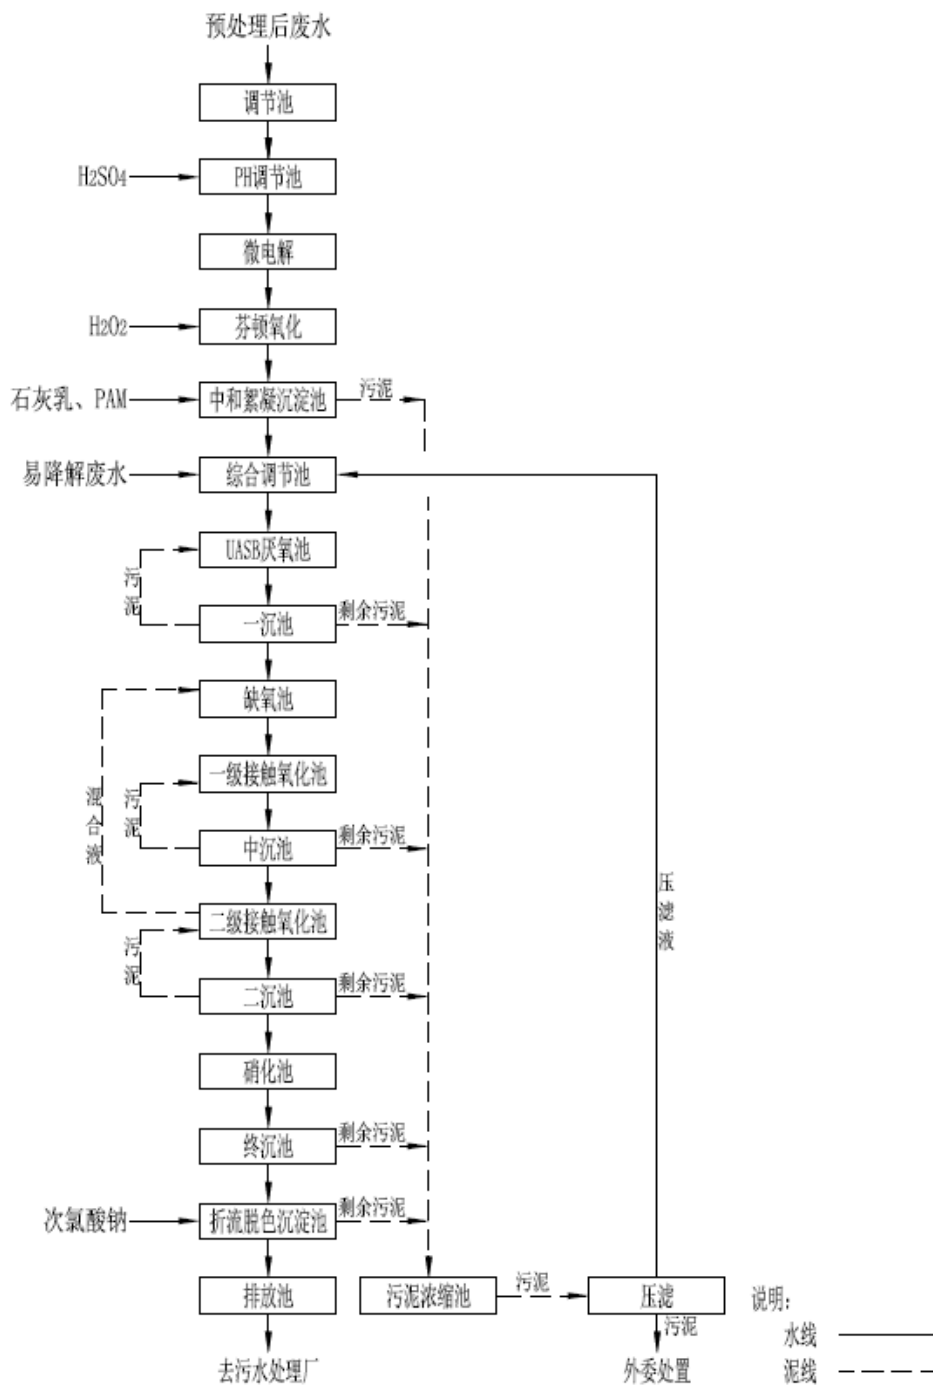 预处理后废水
调节池
H2SO4
PH调节池
微电解
H2O2
芬顿氧化
石灰乳、PAM
中和絮凝沉淀池
污泥
易降解废水
综合调节池
UASB厌氧池
污泥
一沉池
剩余污泥
缺氧池
一级接触氧化池
混合液
污泥
中沉池
剩余污泥
压滤液
二级接触氧化池
污泥
二沉池
剩余污泥
硝化池
终沉池
剩余污泥
次氯酸钠
折流脱色沉淀池
剩余污泥
排放池
污泥浓缩池
污泥
压滤
说明:
污泥
水线
去污水处理厂
外委处置
泥线